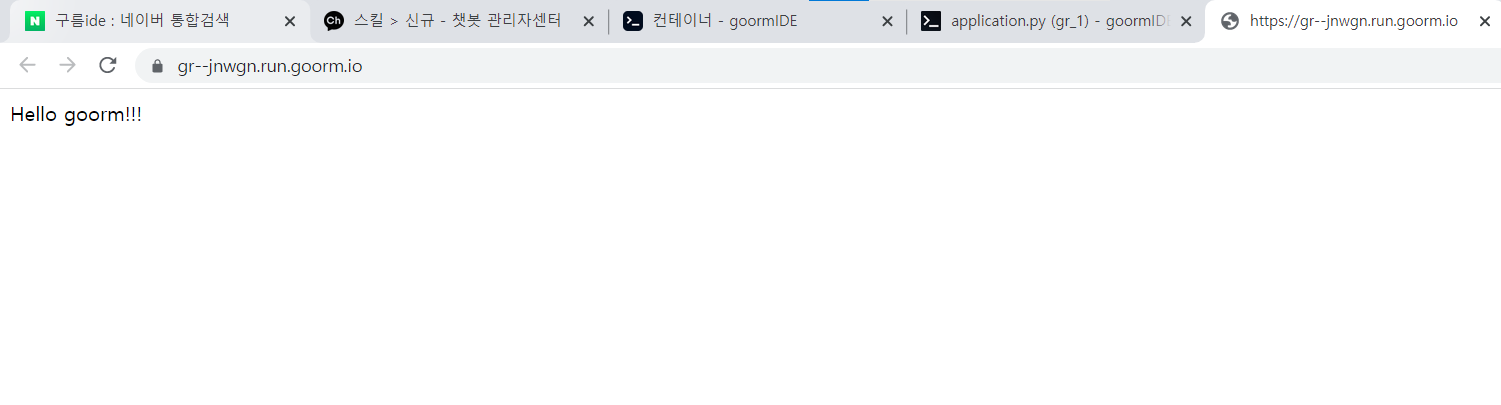 구름ide : 네이버 통합검색
스킬 > 신규 - 챗봇 관리자센터
컨테이너 - goormIDE
application.py (gr_1) - goormIDE
https://gr--jnwgn.run.goorm.io
gr--jnwgn.run.goorm.io
Hello goorm!!!